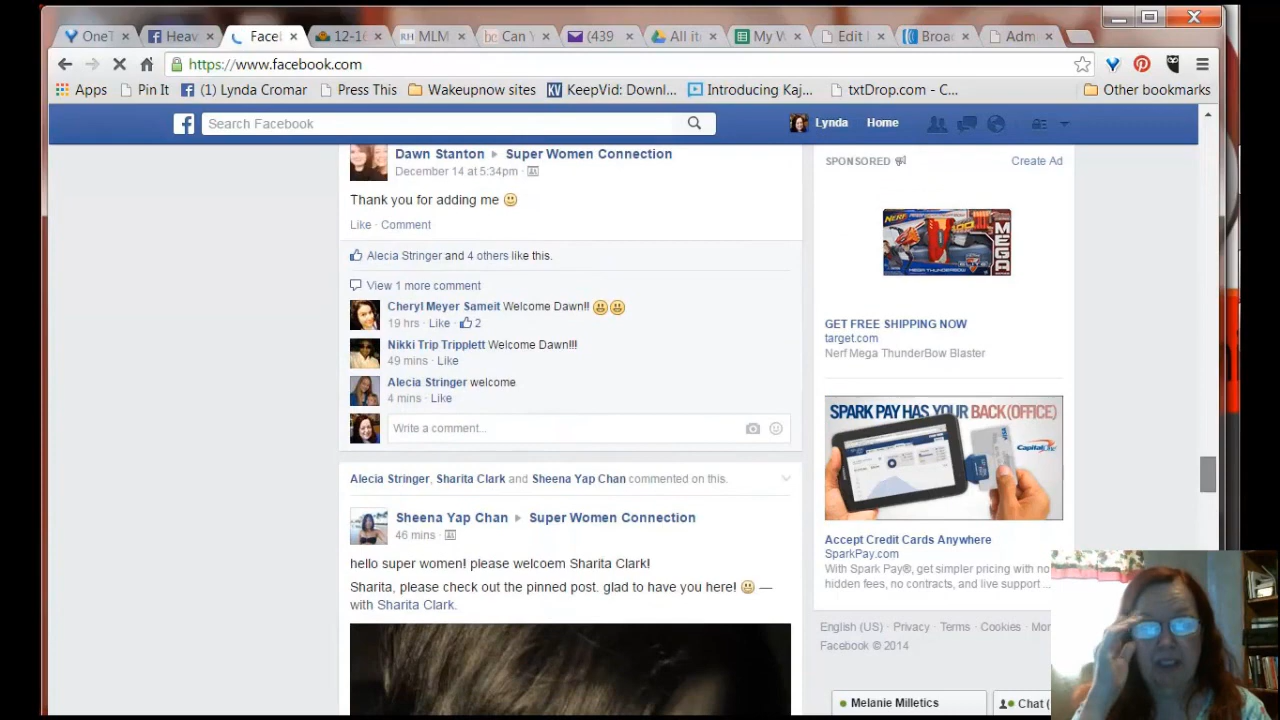 OneT
Heav
Facel
12-1
MLM
Can Y
(439
All it
My W
Edit
Broa
Adm
https://www.facebook.com
Apps Pin It (1) Lynda Cromar Press This Wakeupnow sites KeepVid: Downl... Introducing Kaj... txtDrop.com - C... Other bookmarks
Search Facebook
Lynda Home
Dawn Stanton Super Women Connection
December 14 at 5:34pm ·
Thank you for adding me
Like · Comment
Alecia Stringer and 4 others like this.
View 1 more comment
Cheryl Meyer Sameit Welcome Dawn!!
19 hrs · Like · 2
Nikki Trip Tripplett Welcome Dawn!!!
49 mins · Like
Alecia Stringer welcome
4 mins · Like
Write a comment...
Alecia Stringer, Sharita Clark and Sheena Yap Chan commented on this.
Sheena Yap Chan Super Women Connection
46 mins ·
hello super women! please welcoem Sharita Clark!
Sharita, please check out the pinned post. glad to have you here! —
with Sharita Clark.
SPONSORED Create Ad
NERF
MEGA
GET FREE SHIPPING NOW
target.com
Nerf Mega ThunderBow Blaster
SPARK PAY HAS YOUR BACK (OFFICE)
Capital One
VISA
Accept Credit Cards Anywhere
SparkPay.com
With Spark Pay®, get simpler pricing with no
hidden fees, no contracts, and live support ...
English (US) · Privacy · Terms · Cookies · Mor
Facebook © 2014
Melanie Milletics
Chat (